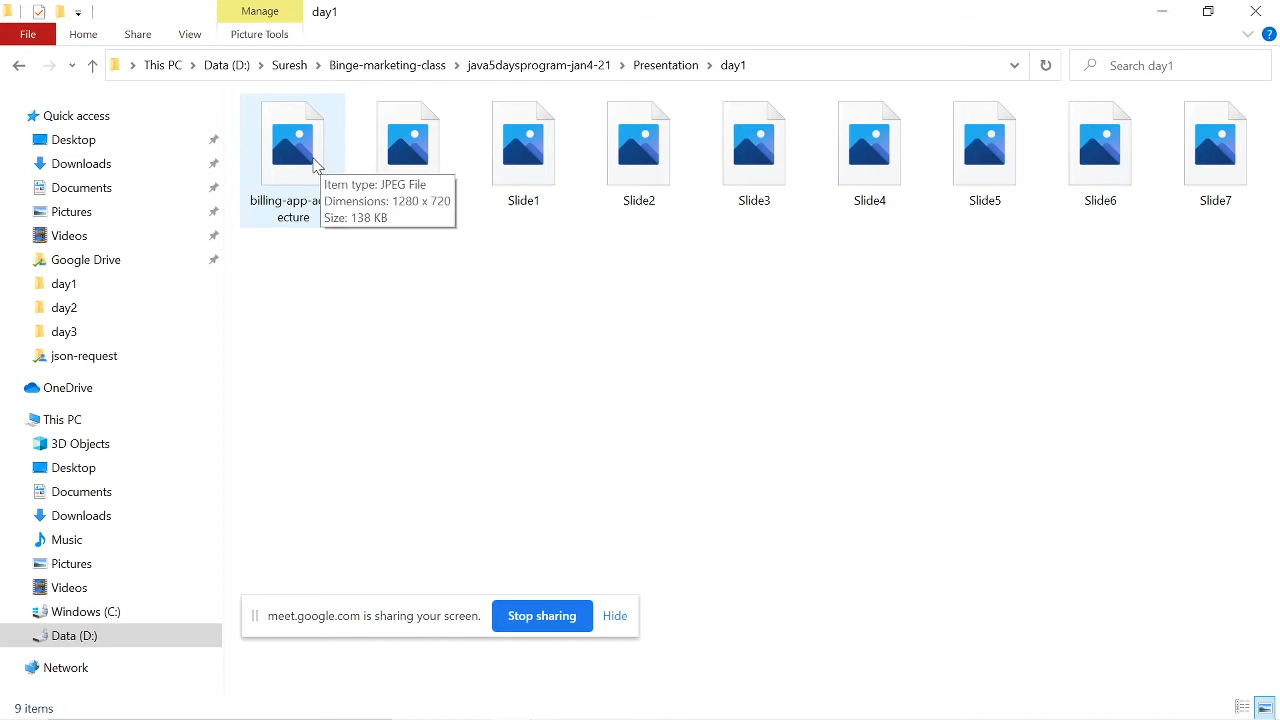 Manage
day1
File
Home
Share
View
Picture Tools
This PC
Data (D:)
Suresh
Binge-marketing-class
java5daysprogram-jan4-21
Presentation
day1
Search day1
Quick access
Desktop
Downloads
Documents
Pictures
Videos
Google Drive
day1
day2
day3
json-request
OneDrive
This PC
3D Objects
Desktop
Documents
Downloads
Music
Pictures
Videos
Windows (C:)
Data (D:)
Network
billing-app-a
ecture
Item type: JPEG File
Dimensions: 1280 x 720
Size: 138 KB
Slide1
Slide2
Slide3
Slide4
Slide5
Slide6
Slide7
meet.google.com is sharing your screen.
Stop sharing
Hide
9 items